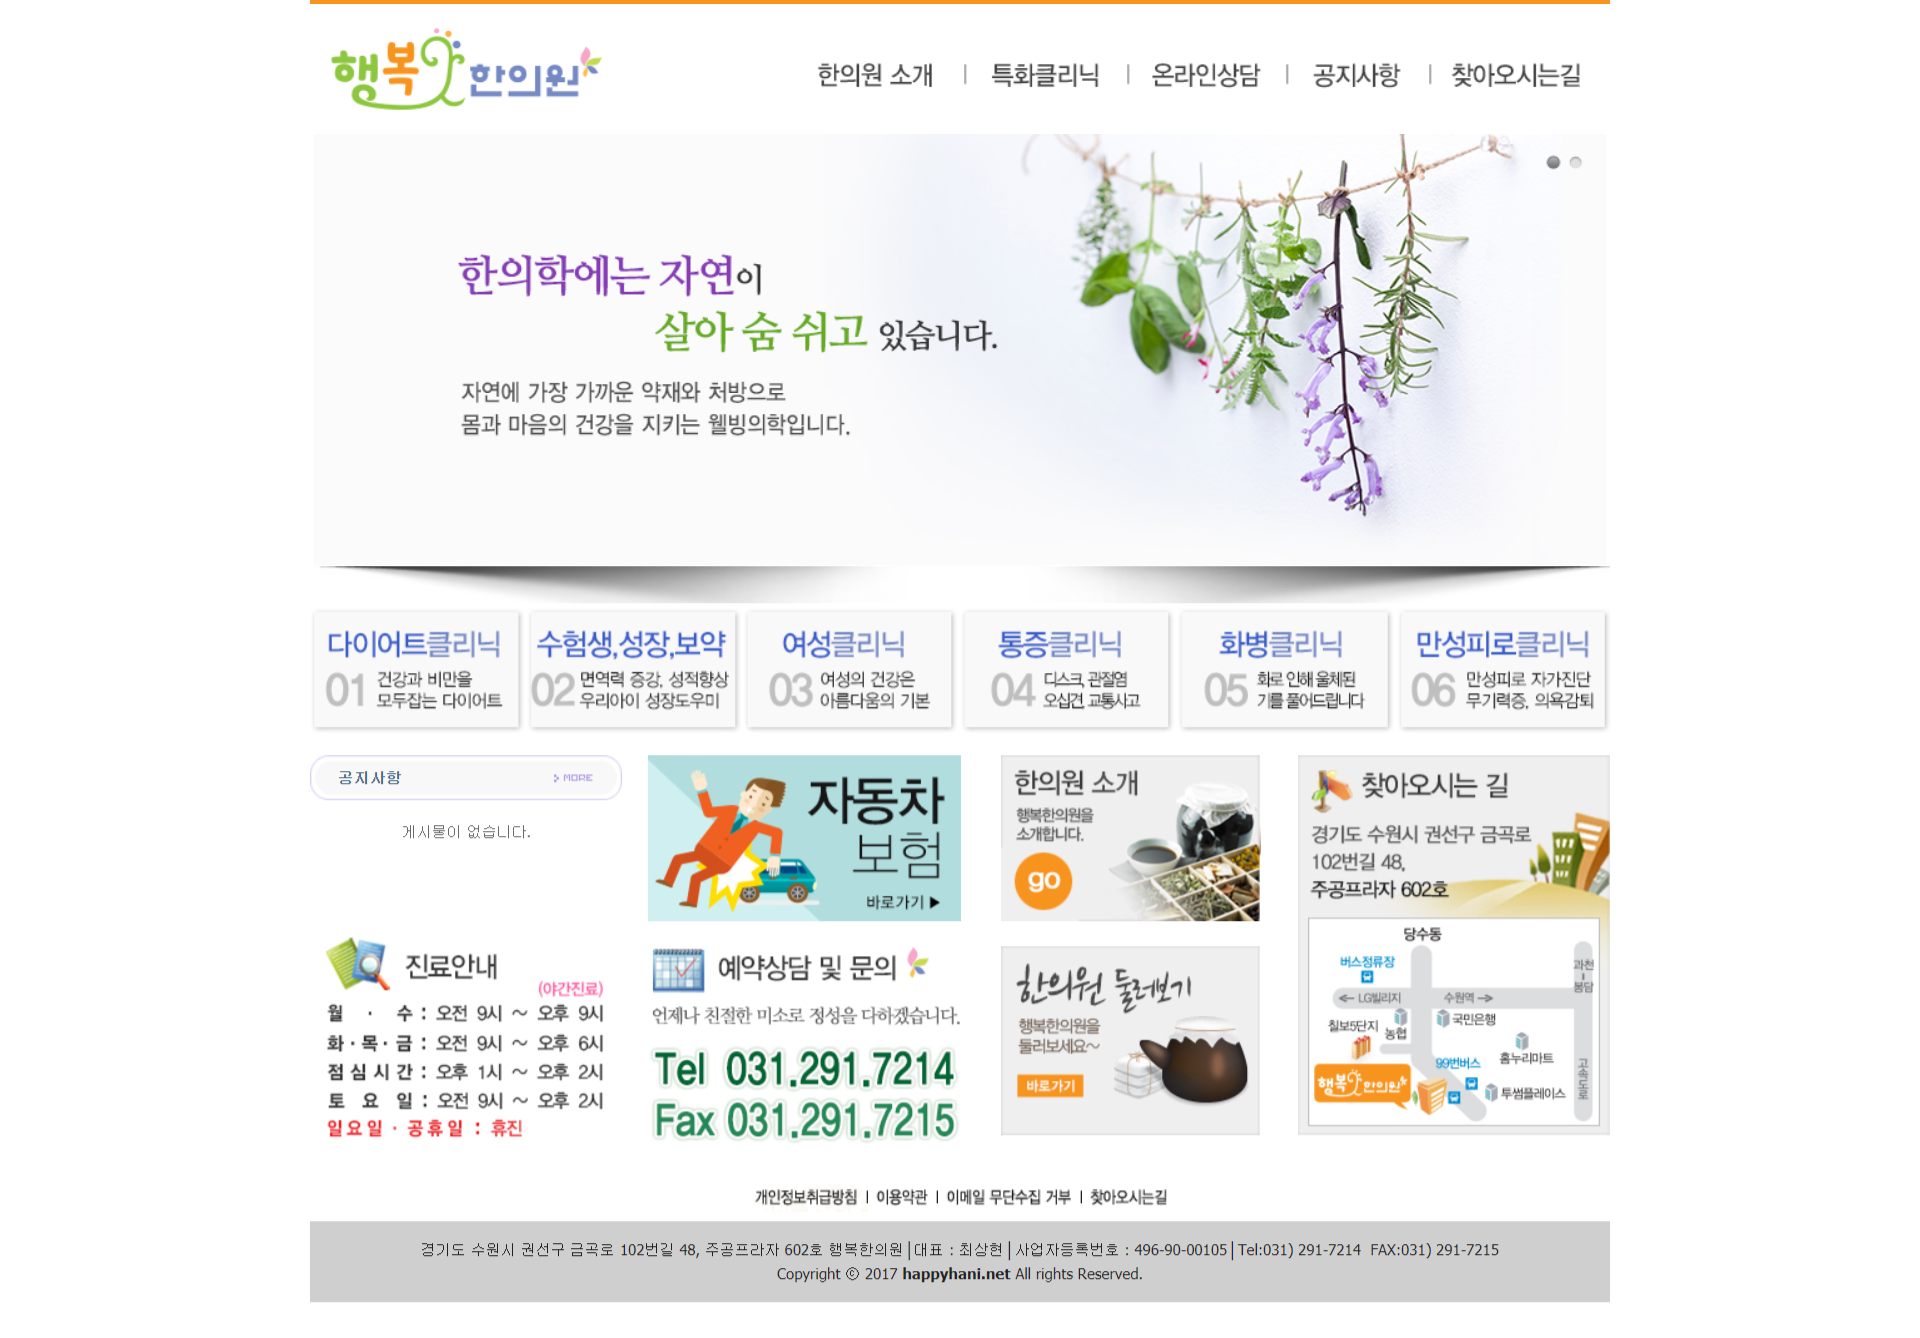 행복한의원
한의원 소개 | 특화클리닉 | 온라인상담 | 공지사항 | 찾아오시는길
한의학에는 자연이
살아 숨 쉬고 있습니다.
자연에 가장 가까운 약재와 처방으로
몸과 마음의 건강을 지키는 웰빙의학입니다.
다이어트클리닉
01 건강과 비만을
모두잡는 다이어트
수험생,성장,보약
02 면역력 증강, 성적향상
우리아이 성장도우미
여성클리닉
03 여성의 건강은
아름다움의 기본
통증클리닉
04 디스크, 관절염
오십견, 교통사고
화병클리닉
05 화로 인해 울체된
기를 풀어드립니다
만성피로클리닉
06 만성피로 자가진단
무기력증, 의욕감퇴
공지사항
MORE
게시물이 없습니다.
자동차
보험
바로가기 ▶
한의원 소개
행복한의원을
소개합니다.
go
찾아오시는 길
경기도 수원시 권선구 금곡로
102번길 48,
주공프라자 602호
당수동
버스정류장
과천
봉담
← LG빌리지
수원역 →
칠보5단지
농협
국민은행
홈누리마트
99번버스
고속도로
행복한의원
투썸플레이스
진료안내
(야간진료)
월 · 수 : 오전 9시 ~ 오후 9시
화 · 목 · 금 : 오전 9시 ~ 오후 6시
점심시간 : 오후 1시 ~ 오후 2시
토요일 : 오전 9시 ~ 오후 2시
일요일 · 공휴일 : 휴진
예약상담 및 문의
언제나 친절한 미소로 정성을 다하겠습니다.
Tel 031.291.7214
Fax 031.291.7215
한의원 둘러보기
행복한의원을
둘러보세요~
바로가기
개인정보취급방침 | 이용약관 | 이메일 무단수집 거부 | 찾아오시는길
경기도 수원시 권선구 금곡로 102번길 48, 주공프라자 602호 행복한의원 | 대표 : 최상현 | 사업자등록번호 : 496-90-00105 | Tel:031) 291-7214 FAX:031) 291-7215
Copyright ⓒ 2017 happyhani.net All rights Reserved.